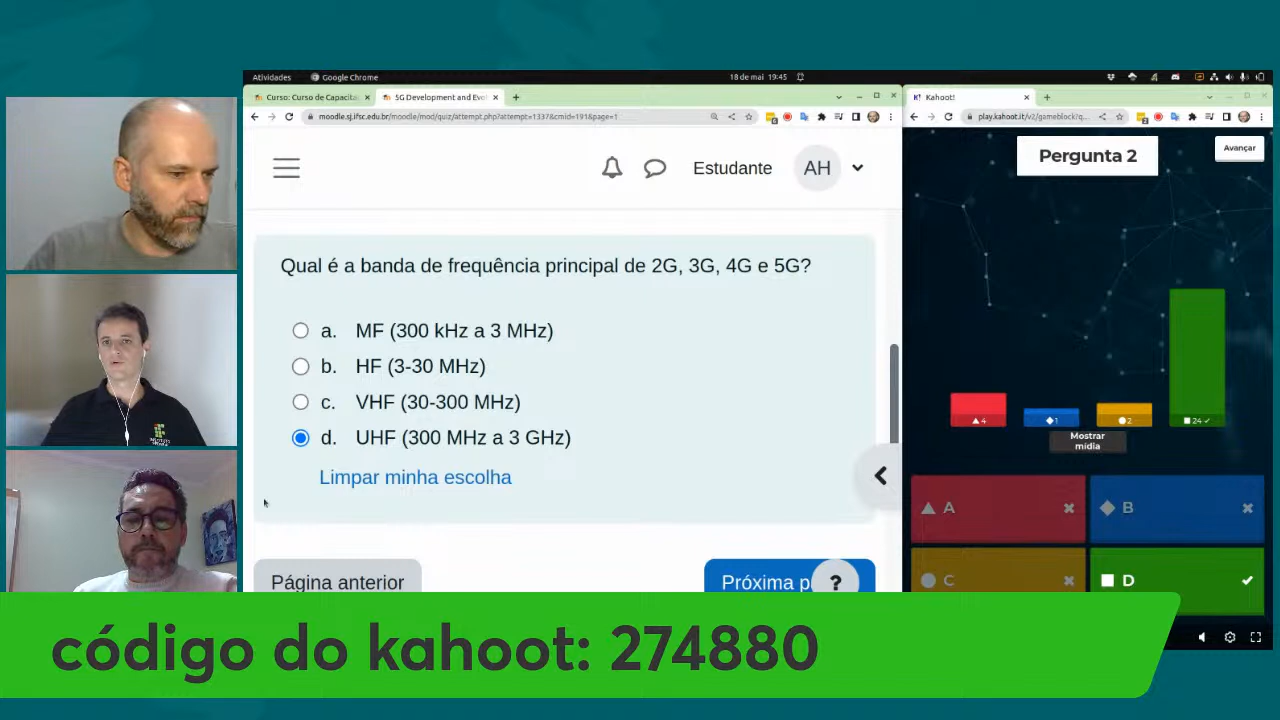 Atividades
Google Chrome
18 de mai 19:45
Curso: Curso de Capacita
5G Development and Evo
moodle.sj.ifsc.edu.br/moodle/mod/quiz/attempt.php?attempt=1337&cmid=191&page=1
Estudante
AH
Qual é a banda de frequência principal de 2G, 3G, 4G e 5G?
a. MF (300 kHz a 3 MHz)
b. HF (3-30 MHz)
c. VHF (30-300 MHz)
d. UHF (300 MHz a 3 GHz)
Limpar minha escolha
Página anterior
Próxima p
?
K! Kahoot!
play.kahoot.it/v2/gameblock?q...
Pergunta 2
Avançar
4
1
2
24
Mostrar
mídia
A
B
C
D
código do kahoot: 274880